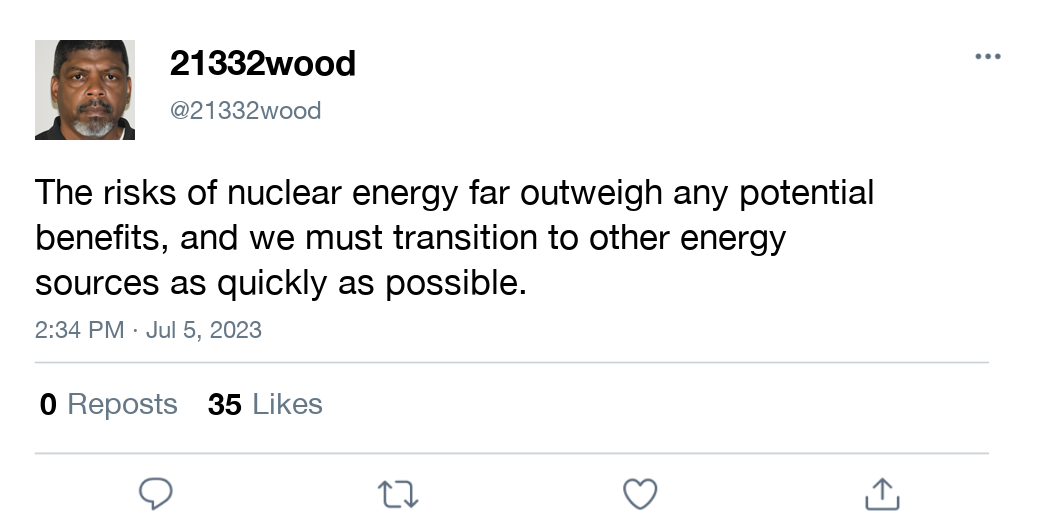 21332wood
@21332wood
The risks of nuclear energy far outweigh any potential
benefits, and we must transition to other energy
sources as quickly as possible.
2:34 PM · Jul 5, 2023
0 Reposts 35 Likes